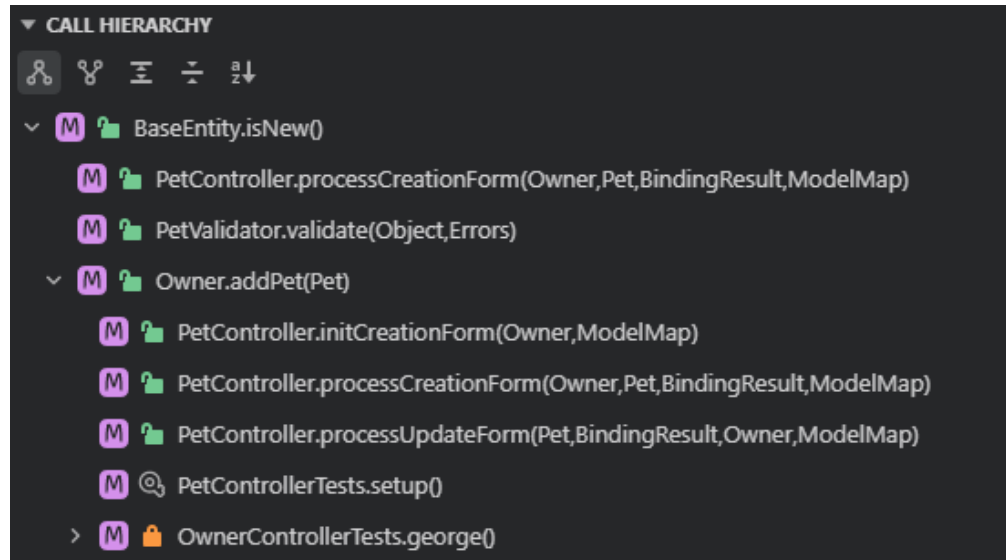 CALL HIERARCHY
BaseEntity.isNew()
PetController.processCreationForm(Owner,Pet,BindingResult,ModelMap)
PetValidator.validate(Object,Errors)
Owner.addPet(Pet)
PetController.initCreationForm(Owner,ModelMap)
PetController.processCreationForm(Owner,Pet,BindingResult,ModelMap)
PetController.processUpdateForm(Pet,BindingResult,Owner,ModelMap)
PetControllerTests.setup()
OwnerControllerTests.george()